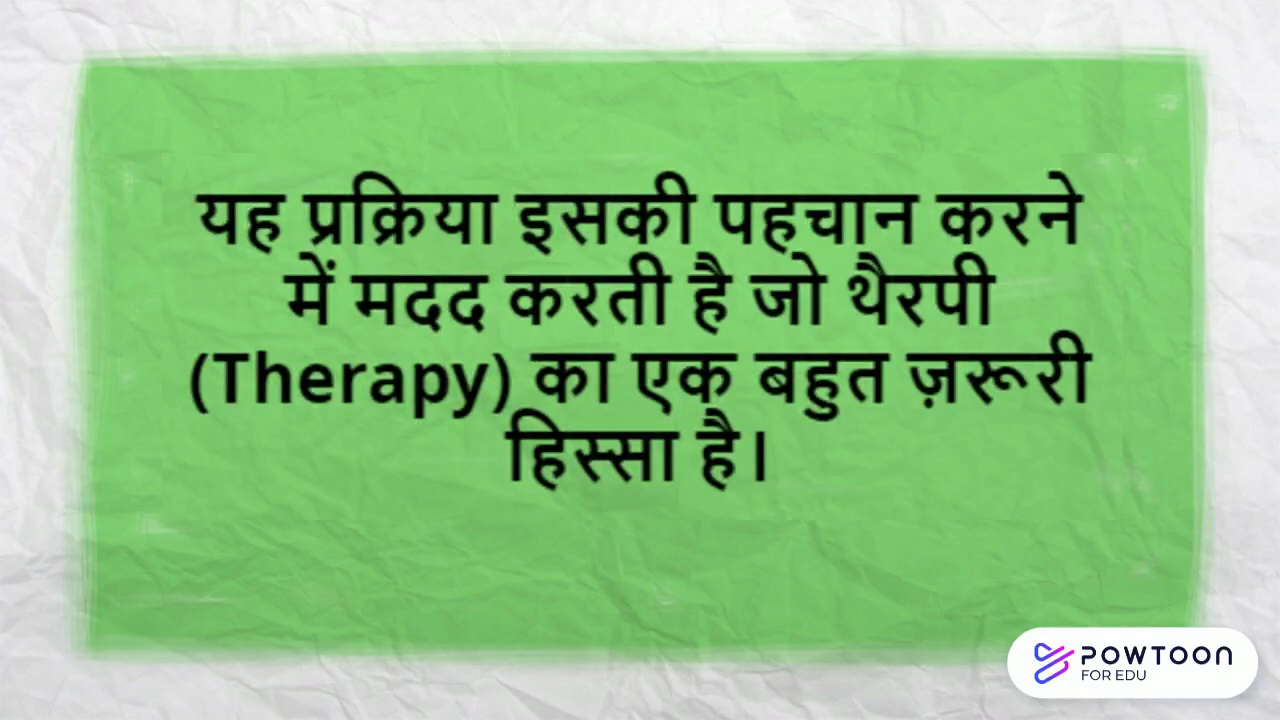 यह प्रक्रिया इसकी पहचान करने
में मदद करती है जो थैरपी
(Therapy) का एक बहुत ज़रूरी
हिस्सा है।
POWTOON
FOR EDU